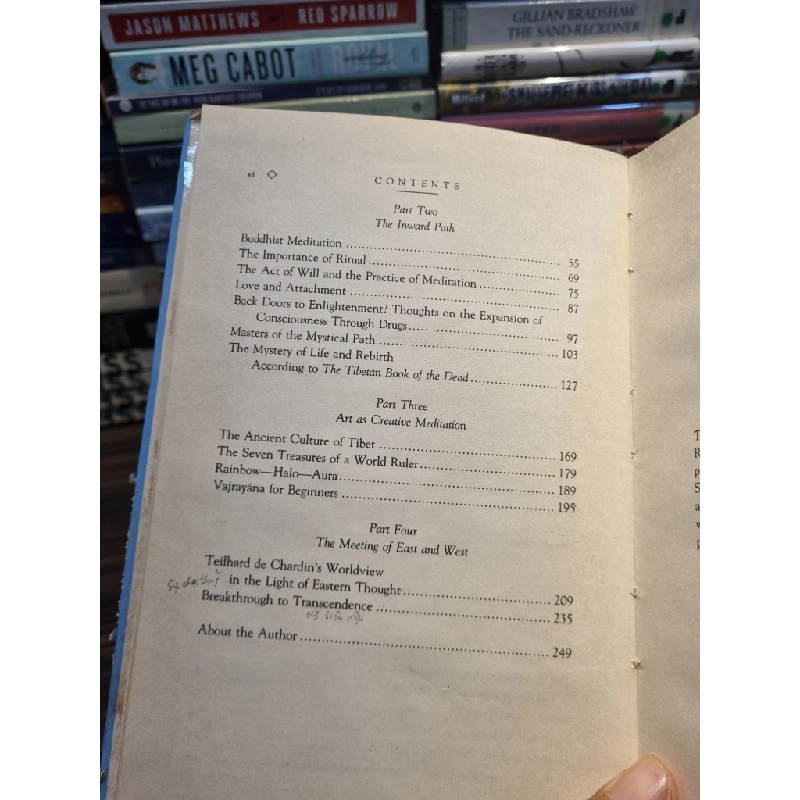 JASON MATTHEWS RED SPARROW
MEG CABOT
GILLIAN BRADSHAW
THE SAND-RECKONER
vi ◇ CONTENTS
Part Two
The Inward Path
Buddhist Meditation 55
The Importance of Ritual 69
The Act of Will and the Practice of Meditation 75
Love and Attachment 87
Back Doors to Enlightenment? Thoughts on the Expansion of
Consciousness Through Drugs 97
Masters of the Mystical Path 103
The Mystery of Life and Rebirth
According to The Tibetan Book of the Dead 127
Part Three
Art as Creative Meditation
The Ancient Culture of Tibet 169
The Seven Treasures of a World Ruler 179
Rainbow—Halo—Aura 189
Vajrayāna for Beginners 195
Part Four
The Meeting of East and West
Teilhard de Chardin's Worldview
in the Light of Eastern Thought 209
Breakthrough to Transcendence 235
About the Author 249